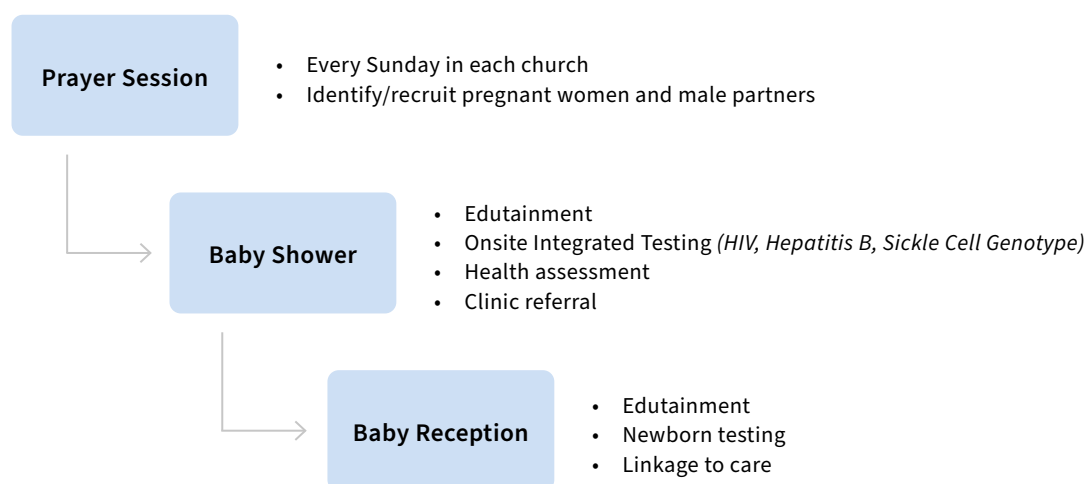 Prayer Session
• Every Sunday in each church
• Identify/recruit pregnant women and male partners
Baby Shower
• Edutainment
• Onsite Integrated Testing (HIV, Hepatitis B, Sickle Cell Genotype)
• Health assessment
• Clinic referral
Baby Reception
• Edutainment
• Newborn testing
• Linkage to care